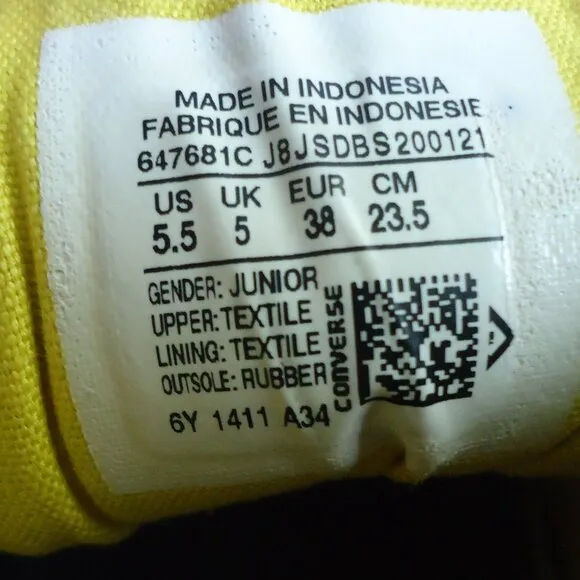 MADE IN INDONESIA
FABRIQUE EN INDONESIE
647681C J8JSDBS200121
US UK EUR CM
5.5 5 38 23.5
GENDER: JUNIOR
UPPER: TEXTILE
LINING: TEXTILE
OUTSOLE: RUBBER
6Y 1411 A34
CONVERSE
™